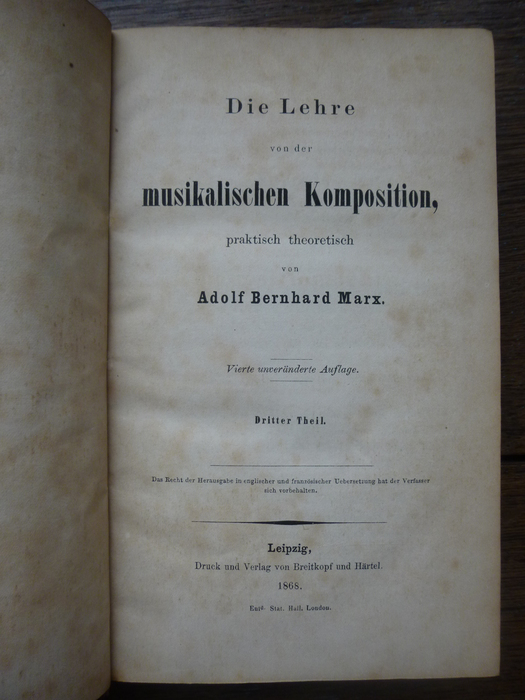 Die Lehre
von der
musikalischen Komposition,
praktisch theoretisch
von
Adolf Bernhard Marx.
Vierte unveränderte Auflage.
Dritter Theil.
Das Recht der Herausgabe in englischer und französischer Uebersetzung hat der Verfasser
sich vorbehalten.
Leipzig,
Druck und Verlag von Breitkopf und Härtel.
1868.
Entd. Stat. Hall, London.